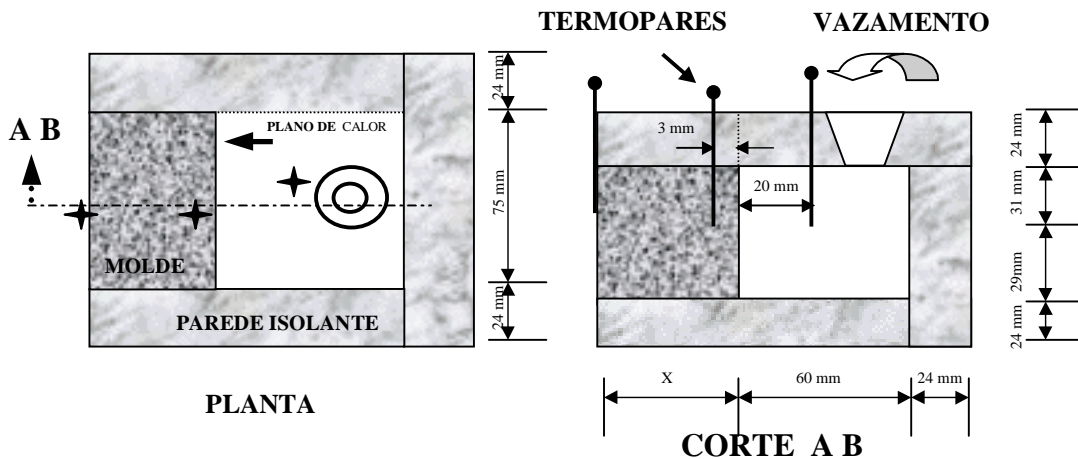 TERMOPARES
VAZAMENTO
A B
PLANO DE CALOR
MOLDE
PAREDE ISOLANTE
24 mm
75 mm
24 mm
PLANTA
3 mm
20 mm
24 mm
31 mm
29mm
24 mm
X
60 mm
24 mm
CORTE A B